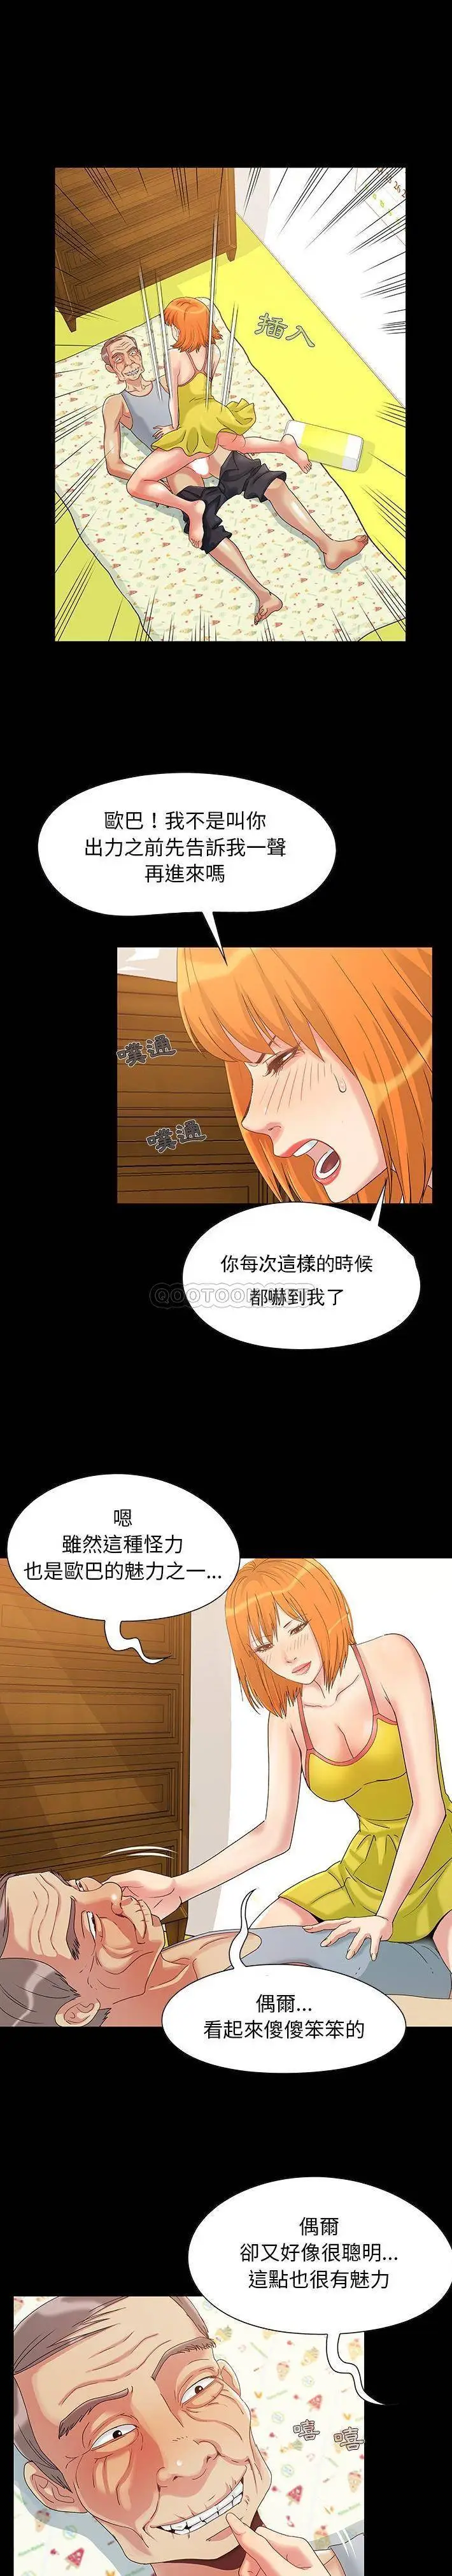 插入
歐巴！我不是叫你
出力之前先告訴我一聲
再進來嗎
噗通
噗通
你每次這樣的時候
都嚇到我了
嗯
雖然這種怪力
也是歐巴的魅力之一...
偶爾...
看起來傻傻笨笨的
偶爾
卻又好像很聰明...
這點也很有魅力
嘻
嘻